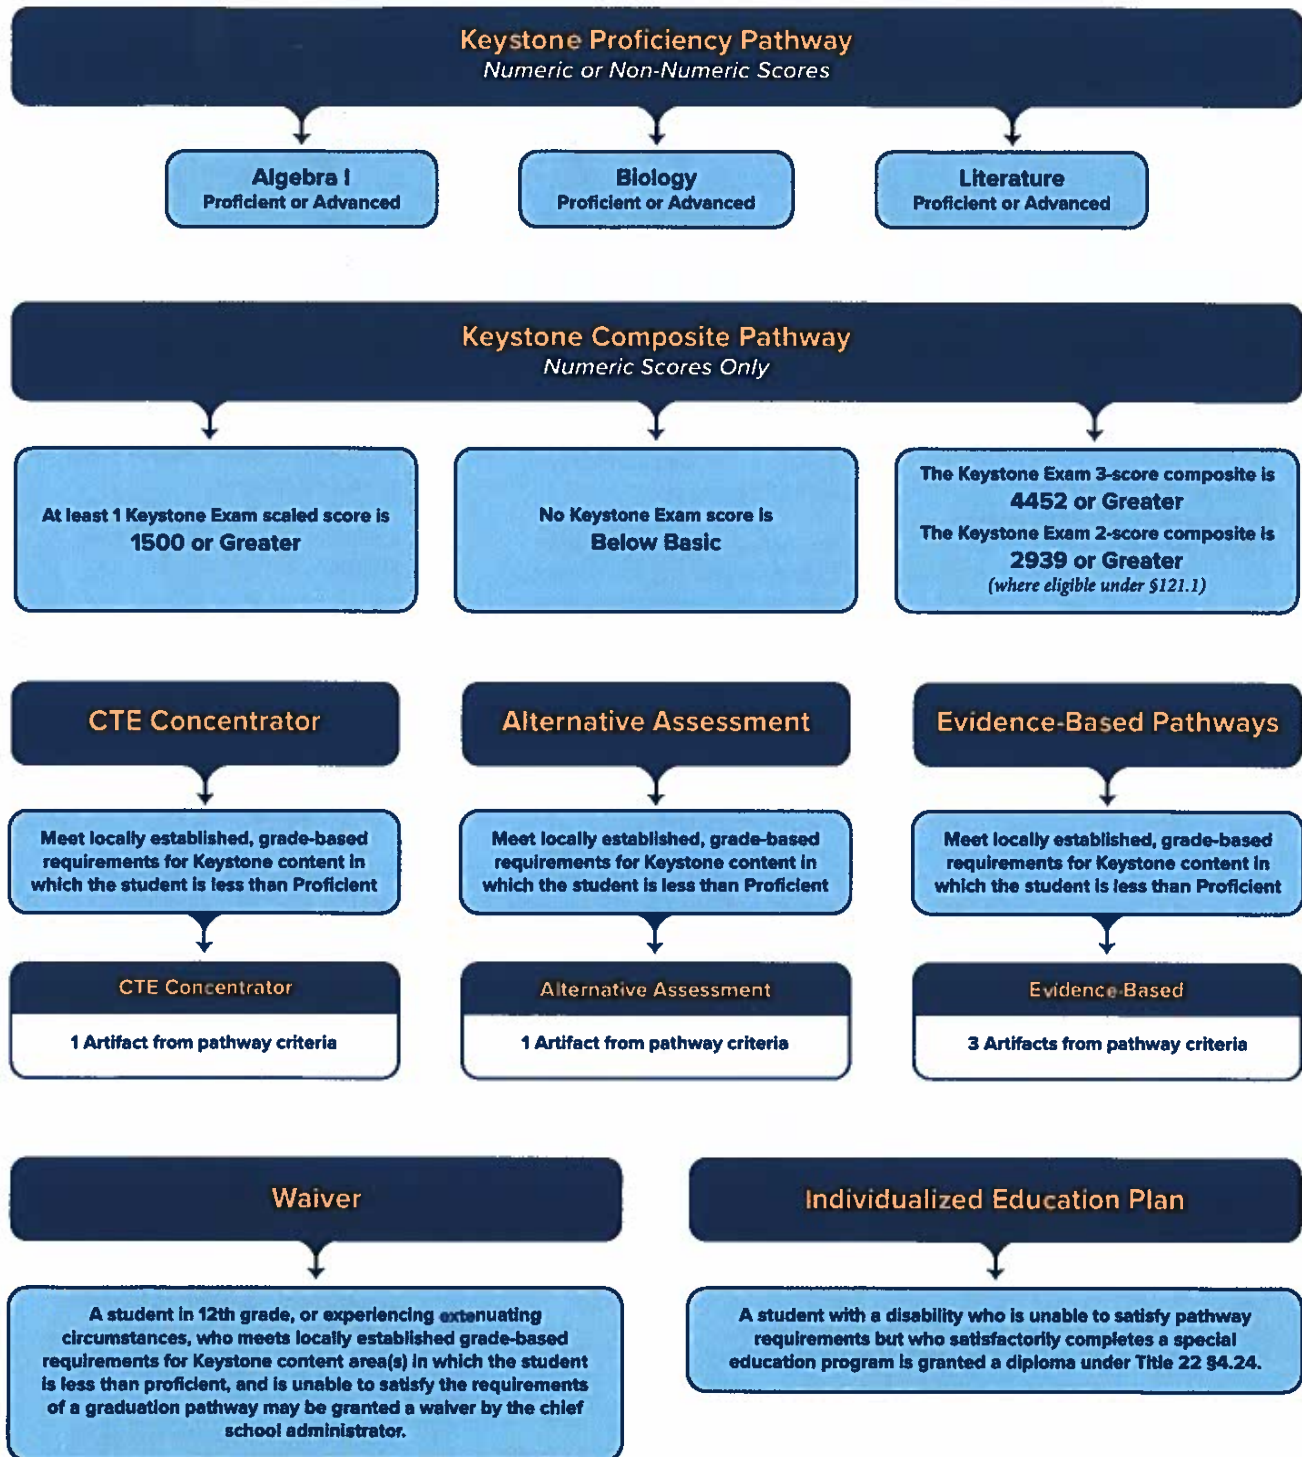 Keystone Proficiency Pathway
Numeric or Non-Numeric Scores
Algebra I
Proficient or Advanced
Biology
Proficient or Advanced
Literature
Proficient or Advanced
Keystone Composite Pathway
Numeric Scores Only
At least 1 Keystone Exam scaled score is
1500 or Greater
No Keystone Exam score is
Below Basic
The Keystone Exam 3-score composite is
4452 or Greater
The Keystone Exam 2-score composite is
2939 or Greater
(where eligible under §121.1)
CTE Concentrator
Meet locally established, grade-based
requirements for Keystone content in
which the student is less than Proficient
CTE Concentrator
1 Artifact from pathway criteria
Alternative Assessment
Meet locally established, grade-based
requirements for Keystone content in
which the student is less than Proficient
Alternative Assessment
1 Artifact from pathway criteria
Evidence-Based Pathways
Meet locally established, grade-based
requirements for Keystone content in
which the student is less than Proficient
Evidence-Based
3 Artifacts from pathway criteria
Waiver
A student in 12th grade, or experiencing extenuating
circumstances, who meets locally established grade-based
requirements for Keystone content area(s) in which the student
is less than proficient, and is unable to satisfy the requirements
of a graduation pathway may be granted a waiver by the chief
school administrator.
Individualized Education Plan
A student with a disability who is unable to satisfy pathway
requirements but who satisfactorily completes a special
education program is granted a diploma under Title 22 §4.24.